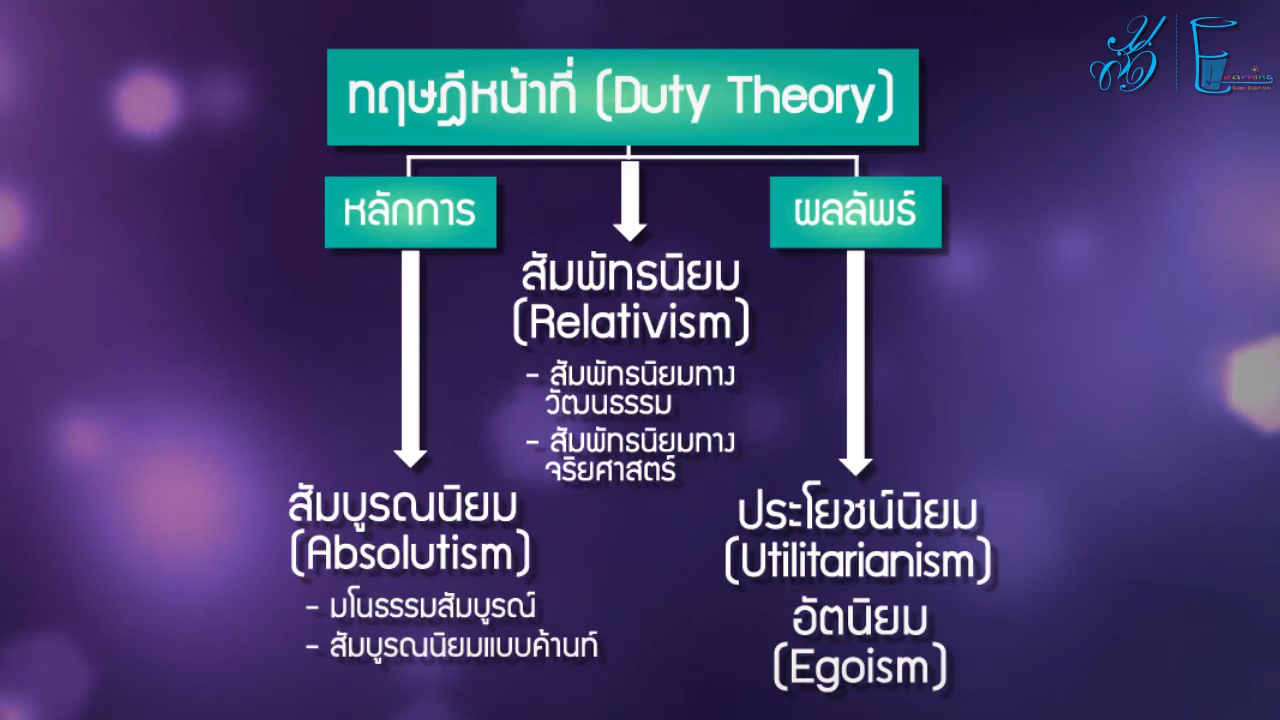 ทฤษฎีหน้าที่ (Duty Theory)
หลักการ
ผลลัพธ์
สัมพัทธนิยม
(Relativism)
- สัมพัทธนิยมทาง
วัฒนธรรม
- สัมพัทธนิยมทาง
จริยศาสตร์
สัมบูรณนิยม
(Absolutism)
- มโนธรรมสัมบูรณ์
- สัมบูรณนิยมแบบค้านท์
ประโยชน์นิยม
(Utilitarianism)
อัตนิยม
(Egoism)
Elearning